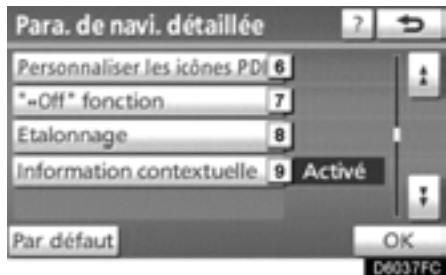 Para. de navi. détaillée ?
Personnaliser les icônes PDI 6
"⇔Off" fonction 7
Etalonnage 8
Information contextuelle 9 Activé
Par défaut OK
D6037FC